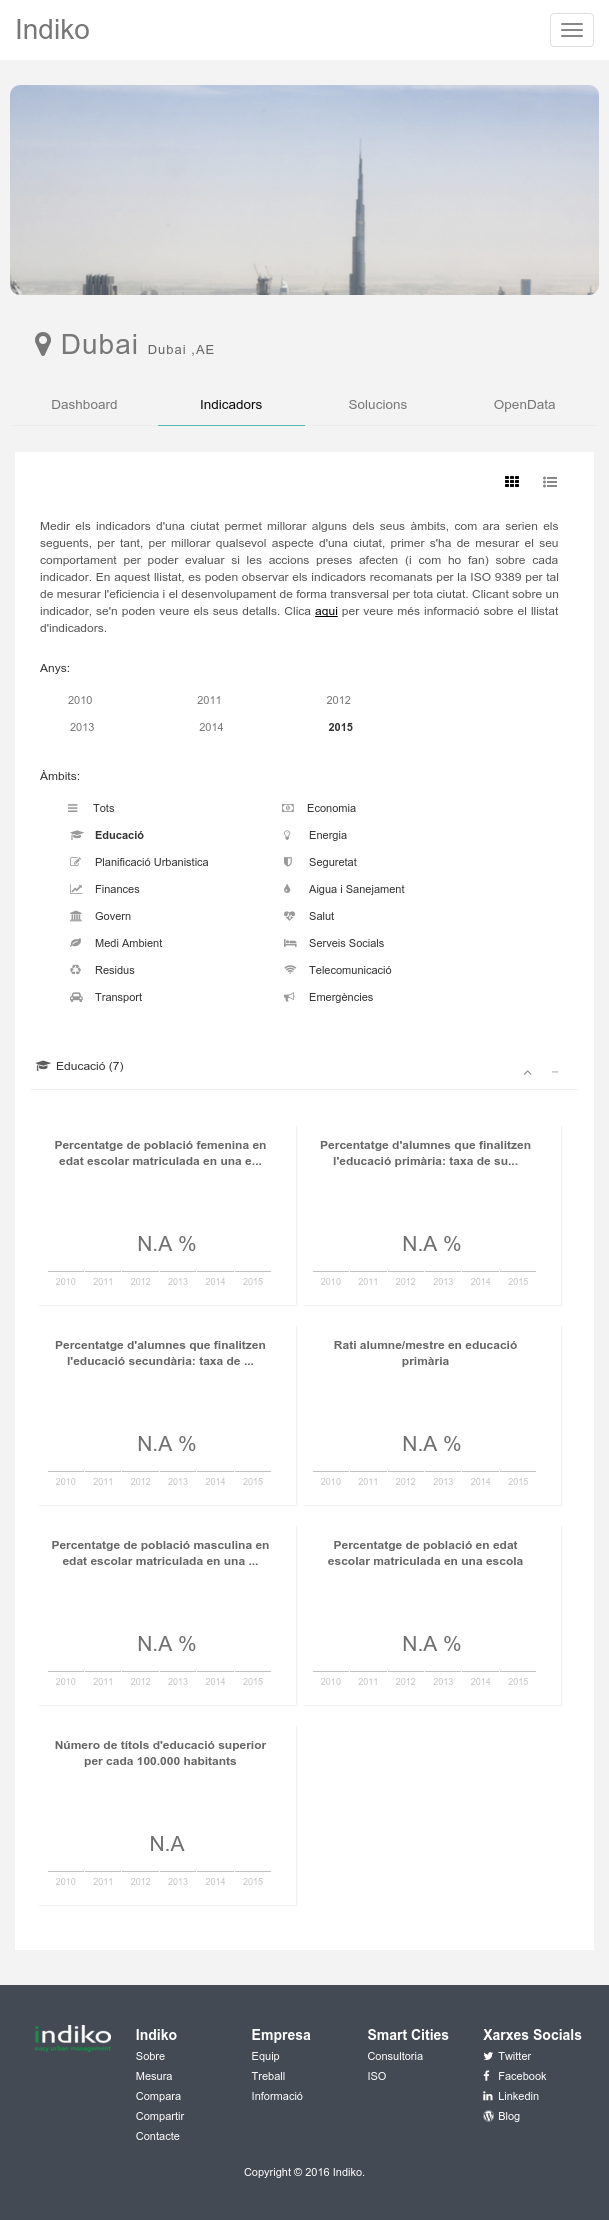 Indiko
Dubai Dubai ,AE
Dashboard Indicadors Solucions OpenData
Medir els indicadors d'una ciutat permet millorar alguns dels seus àmbits, com ara serien els
seguents, per tant, per millorar qualsevol aspecte d'una ciutat, primer s'ha de mesurar el seu
comportament per poder evaluar si les accions preses afecten (i com ho fan) sobre cada
indicador. En aquest llistat, es poden observar els indicadors recomanats per la ISO 9389 per tal
de mesurar l'eficiencia i el desenvolupament de forma transversal per tota ciutat. Clicant sobre un
indicador, se'n poden veure els seus detalls. Clica aqui per veure més informació sobre el llistat
d'indicadors.
Anys:
2010 2011 2012
2013 2014 2015
Àmbits:
Tots Economia
Educació Energia
Planificació Urbanistica Seguretat
Finances Aigua i Sanejament
Govern Salut
Medi Ambient Serveis Socials
Residus Telecomunicació
Transport Emergències
Educació (7)
Percentatge de població femenina en
edat escolar matriculada en una e...
N.A %
2010 2011 2012 2013 2014 2015
Percentatge d'alumnes que finalitzen
l'educació primària: taxa de su...
N.A %
2010 2011 2012 2013 2014 2015
Percentatge d'alumnes que finalitzen
l'educació secundària: taxa de ...
N.A %
2010 2011 2012 2013 2014 2015
Rati alumne/mestre en educació
primària
N.A %
2010 2011 2012 2013 2014 2015
Percentatge de població masculina en
edat escolar matriculada en una ...
N.A %
2010 2011 2012 2013 2014 2015
Percentatge de població en edat
escolar matriculada en una escola
N.A %
2010 2011 2012 2013 2014 2015
Número de títols d'educació superior
per cada 100.000 habitants
N.A
2010 2011 2012 2013 2014 2015
indiko
easy urban management
Indiko
Sobre
Mesura
Compara
Compartir
Contacte
Empresa
Equip
Treball
Informació
Smart Cities
Consultoria
ISO
Xarxes Socials
Twitter
Facebook
Linkedin
Blog
Copyright © 2016 Indiko.